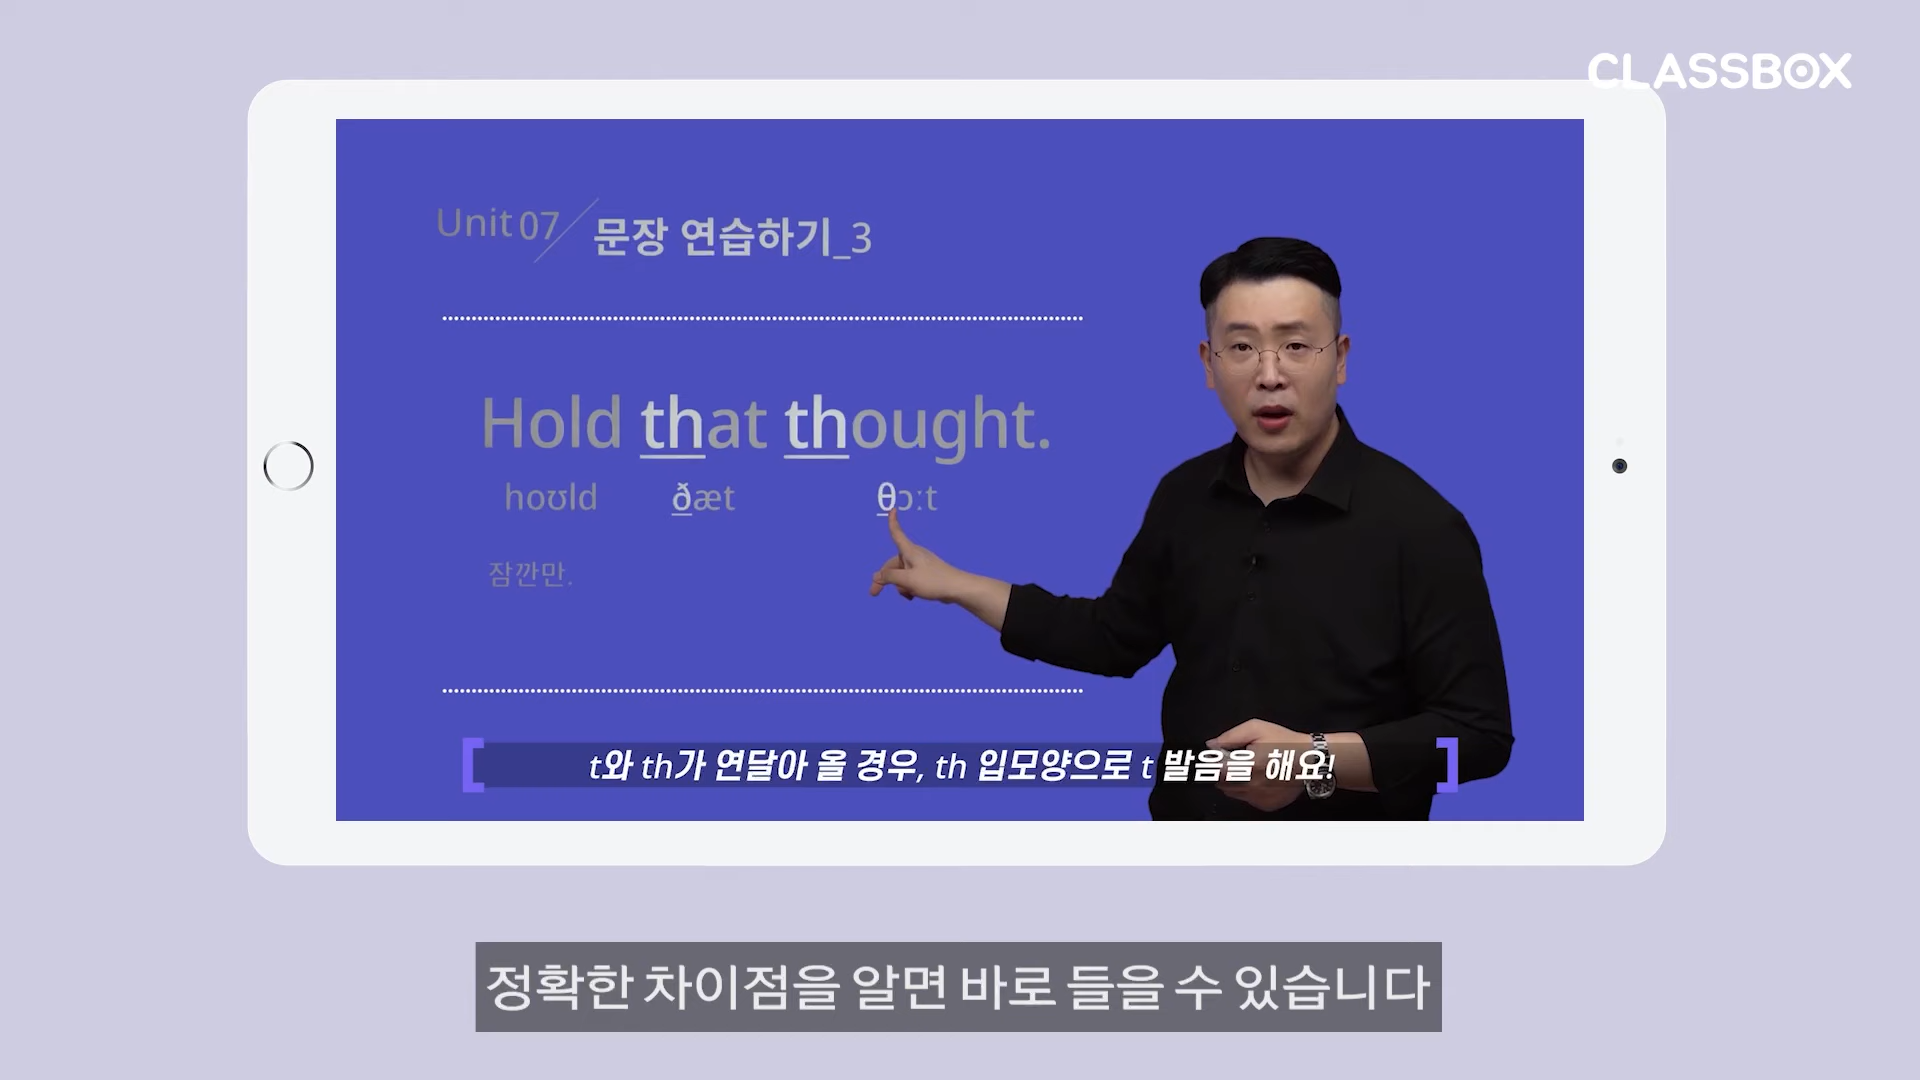 CLASSBOX
Unit 07 / 문장 연습하기_3
Hold that thought.
hoʊld ðæt θɔːt
잠깐만.
t와 th가 연달아 올 경우, th 입모양으로 t 발음을 해요!
정확한 차이점을 알면 바로 들을 수 있습니다